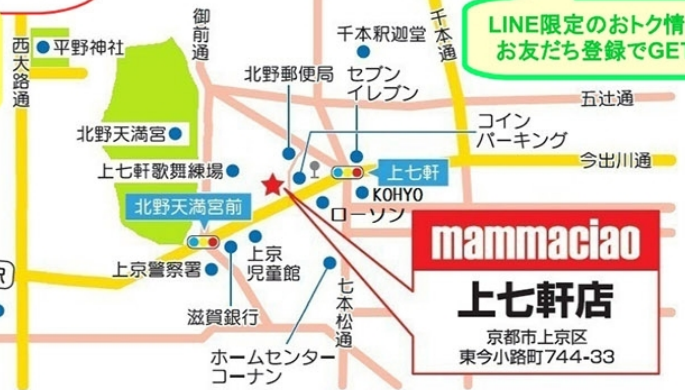 LINE限定のおトク情
お友だち登録でGET
平野神社
西大路通
御前通
千本釈迦堂
千本通
北野郵便局
セブン
イレブン
五辻通
コイン
パーキング
北野天満宮
上七軒歌舞練場
上七軒
今出川通
KOHYO
ローソン
北野天満宮前
上京警察署
上京
児童館
滋賀銀行
七本松通
ホームセンター
コーナン
駅
mammaciao
上七軒店
京都市上京区
東今小路町744-33